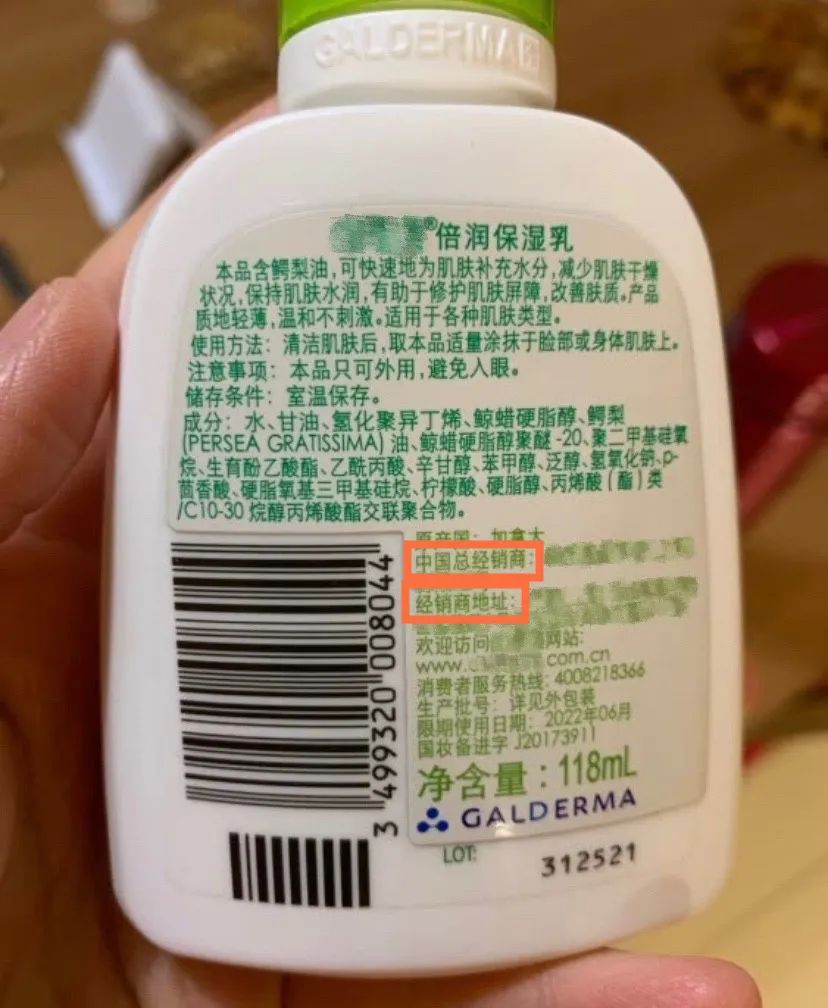 GALDERMA
®倍润保湿乳
本品含鳄梨油,可快速地为肌肤补充水分,减少肌肤干燥
状况,保持肌肤水润,有助于修护肌肤屏障,改善肤质。产品
质地轻薄,温和不刺激。适用于各种肌肤类型。
使用方法：清洁肌肤后,取本品适量涂抹于脸部或身体肌肤上。
注意事项：本品只可外用,避免入眼。
储存条件：室温保存。
成分：水、甘油、氢化聚异丁烯、鲸蜡硬脂醇、鳄梨
(PERSEA GRATISSIMA) 油、鲸蜡硬脂醇聚醚 -20、聚二甲基硅氧
烷、生育酚乙酸酯、乙酰丙酸、辛甘醇、苯甲醇、泛醇、氢氧化钠、p-
茴香酸、硬脂氧基三甲基硅烷、柠檬酸、硬脂醇、丙烯酸 (酯) 类
/C10-30 烷醇丙烯酸酯交联聚合物。
原产国：加拿大
中国总经销商：
经销商地址：
欢迎访问 网站:
www. .com.cn
消费者服务热线: 4008218366
生产批号：详见外包装
限期使用日期：2022年06月
国妆备进字 J20173911
净含量：118mL
GALDERMA
3 499320 008044
LOT:
312521